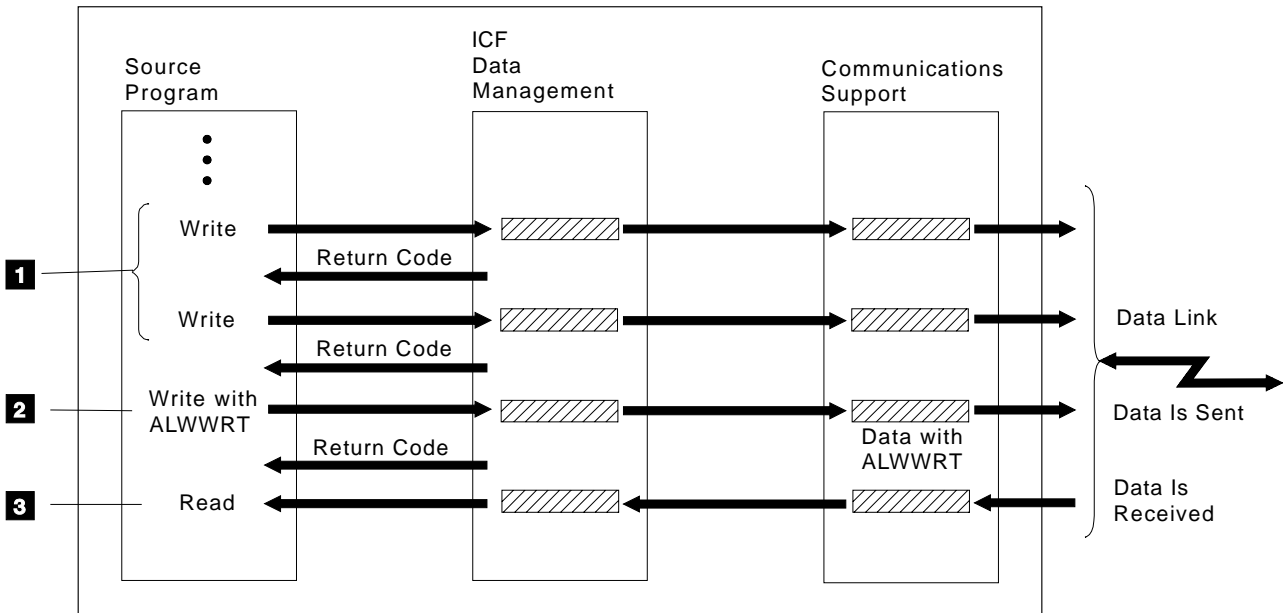 ICF
Data
Management
Source
Program
Communications
Support
Write
Return Code
1
Write
Data Link
Return Code
2
Write with
ALWWRT
Data Is Sent
Return Code
Data with
ALWWRT
3
Read
Data Is
Received